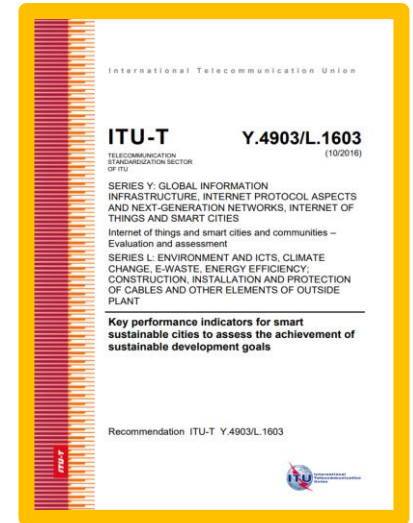 International Telecommunication Union
ITU-T
Y.4903/L.1603
TELECOMMUNICATION
STANDARDIZATION SECTOR
OF ITU
(10/2016)
SERIES Y: GLOBAL INFORMATION
INFRASTRUCTURE, INTERNET PROTOCOL ASPECTS
AND NEXT-GENERATION NETWORKS, INTERNET OF
THINGS AND SMART CITIES
Internet of things and smart cities and communities –
Evaluation and assessment
SERIES L: ENVIRONMENT AND ICTS, CLIMATE
CHANGE, E-WASTE, ENERGY EFFICIENCY;
CONSTRUCTION, INSTALLATION AND PROTECTION
OF CABLES AND OTHER ELEMENTS OF OUTSIDE
PLANT
Key performance indicators for smart
sustainable cities to assess the achievement of
sustainable development goals
Recommendation ITU-T Y.4903/L.1603
ITU-T
ITU
International
Telecommunication
Union